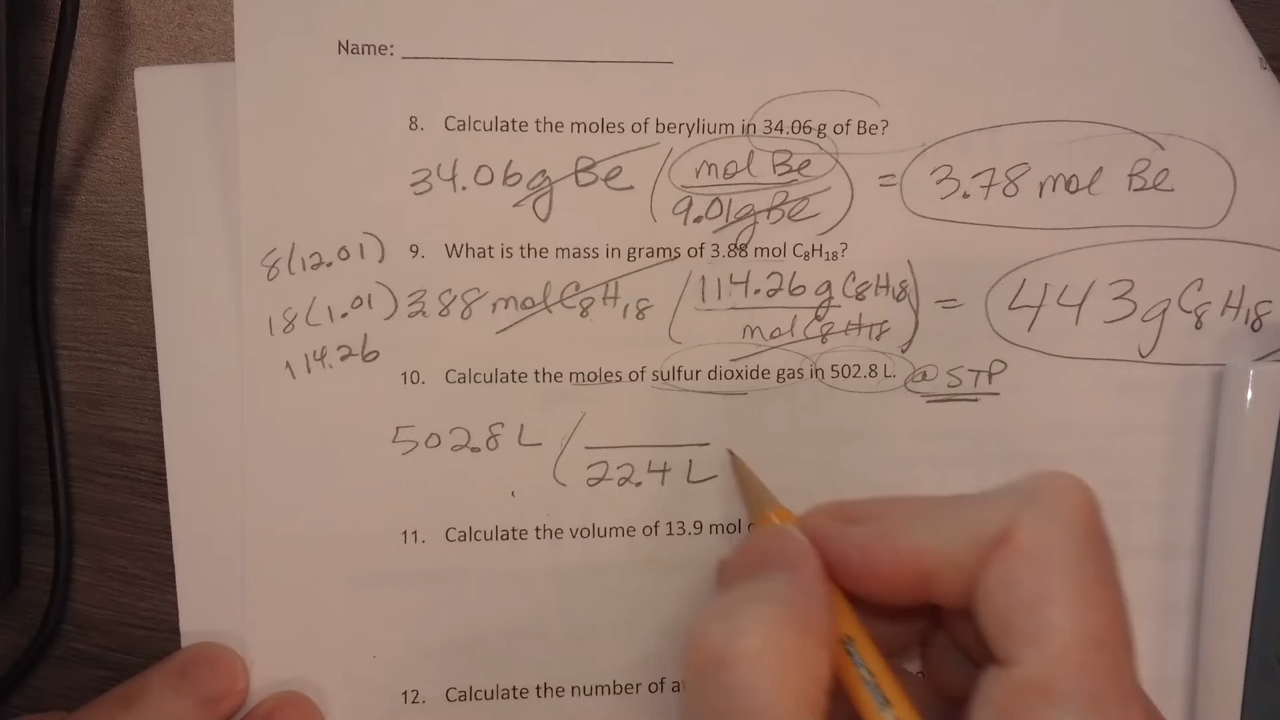 Name: ____________________
8. Calculate the moles of berylium in 34.06 g of Be?
34.06g Be ( mol Be / 9.01g Be ) = 3.78 mol Be
8(12.01)
9. What is the mass in grams of 3.88 mol C₈H₁₈?
18(1.01) 3.88 mol C₈H₁₈ ( 114.26 g C₈H₁₈ / mol C₈H₁₈ ) = 443g C₈H₁₈
114.26
10. Calculate the moles of sulfur dioxide gas in 502.8 L. @ STP
502.8 L ( / 22.4 L
11. Calculate the volume of 13.9 mol
12. Calculate the number of